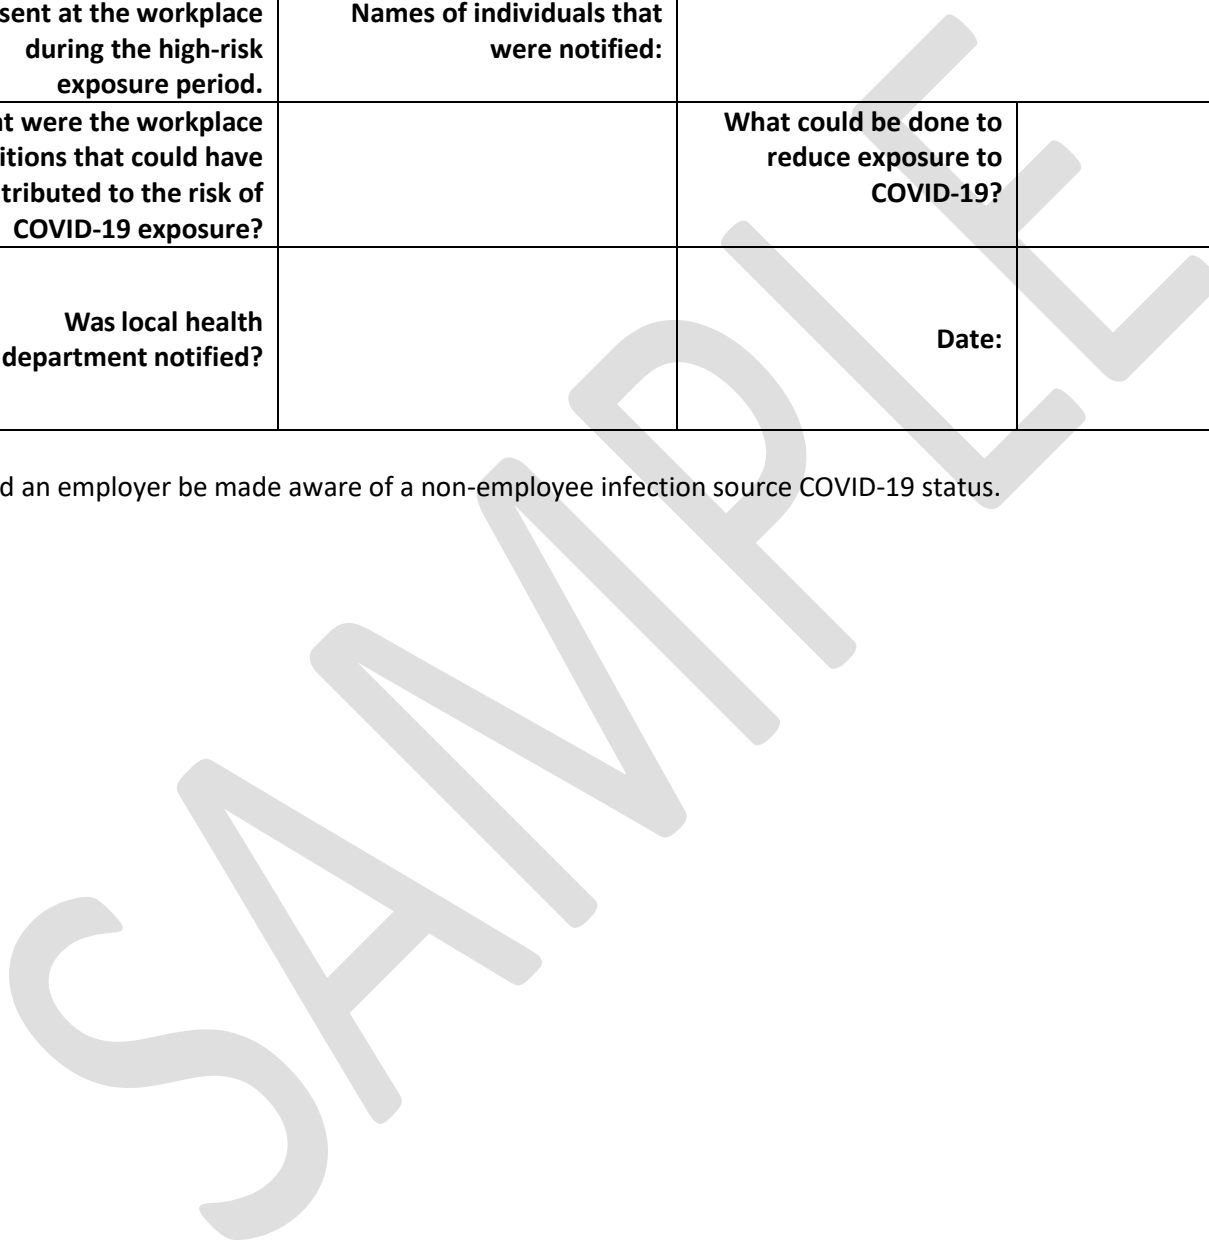 sent at the workplace
during the high-risk
exposure period.
Names of individuals that
were notified:
at were the workplace
itions that could have
tributed to the risk of
COVID-19 exposure?
What could be done to
reduce exposure to
COVID-19?
Was local health
department notified?
Date:
d an employer be made aware of a non-employee infection source COVID-19 status.
SAMPLE